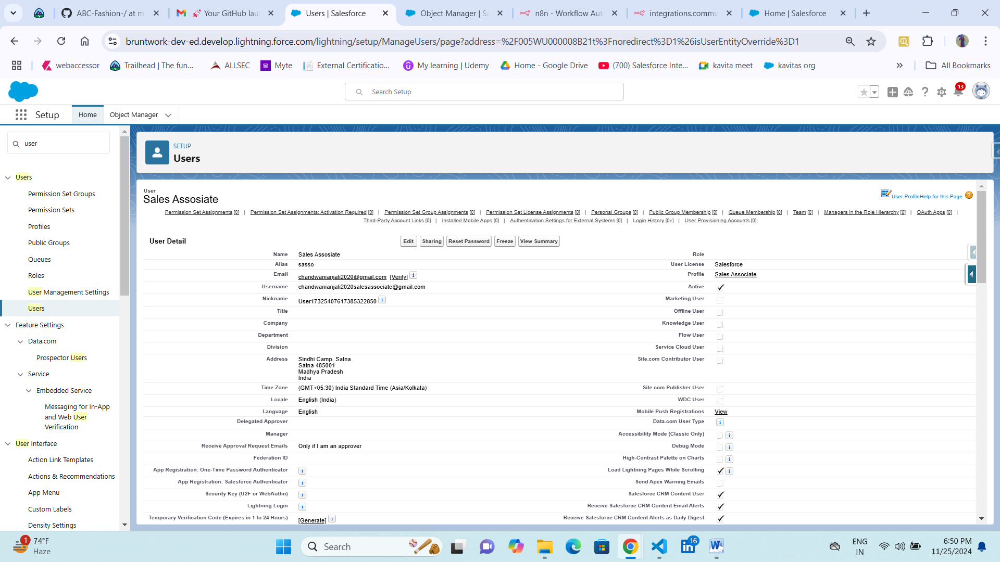 ABC-Fashion-/ at m
Your GitHub lau
Users | Salesforce
Object Manager | Sa
n8n - Workflow Aut
integrations.commu
Home | Salesforce
bruntwork-dev-ed.develop.lightning.force.com/lightning/setup/ManageUsers/page?address=%2F005WU000008B21t%3Fnoredirect%3D1%26isUserEntityOverride%3D1
webaccessor
Trailhead | The fun...
ALLSEC
Myte
External Certificatio...
My learning | Udemy
Home - Google Drive
(700) Salesforce Inte...
kavita meet
kavitas org
All Bookmarks
Search Setup
13
Setup
Home
Object Manager
user
Users
Permission Set Groups
Permission Sets
Profiles
Public Groups
Queues
Roles
User Management Settings
Users
Feature Settings
Data.com
Prospector Users
Service
Embedded Service
Messaging for In-App
and Web User
Verification
User Interface
Action Link Templates
Actions & Recommendations
App Menu
Custom Labels
Density Settings
SETUP
Users
User
Sales Assosiate
User Profile Help for this Page
Permission Set Assignments [0] | Permission Set Assignments: Activation Required [0] | Permission Set Group Assignments [0] | Permission Set License Assignments [0] | Personal Groups [0] | Public Group Membership [0] | Queue Membership [0] | Team [0] | Managers in the Role Hierarchy [0] | OAuth Apps [0] |
Third-Party Account Links [0] | Installed Mobile Apps [0] | Authentication Settings for External Systems [0] | Login History [0+] | User Provisioning Accounts [0]
User Detail
Edit Sharing Reset Password Freeze View Summary
Name Sales Assosiate Role
Alias sasso User License Salesforce
Email chandwanianjali2020@gmail.com [Verify] i Profile Sales Associate
Username chandwanianjali2020salesassociate@gmail.com Active
Nickname User17325407617385322850 i Marketing User
Title Offline User
Company Knowledge User
Department Flow User
Division Service Cloud User
Address Sindhi Camp, Satna Site.com Contributor User
Satna 485001
Madhya Pradesh
India
Time Zone (GMT+05:30) India Standard Time (Asia/Kolkata) Site.com Publisher User
Locale English (India) WDC User
Language English Mobile Push Registrations View
Delegated Approver Data.com User Type i
Manager Accessibility Mode (Classic Only) i
Receive Approval Request Emails Only if I am an approver Debug Mode i
Federation ID High-Contrast Palette on Charts i
App Registration: One-Time Password Authenticator i Load Lightning Pages While Scrolling i
App Registration: Salesforce Authenticator i Send Apex Warning Emails
Security Key (U2F or WebAuthn) i Salesforce CRM Content User
Lightning Login i Receive Salesforce CRM Content Email Alerts
Temporary Verification Code (Expires in 1 to 24 Hours) [Generate] i Receive Salesforce CRM Content Alerts as Daily Digest
1
74°F
Haze
Search
16
ENG
IN
6:50 PM
11/25/2024